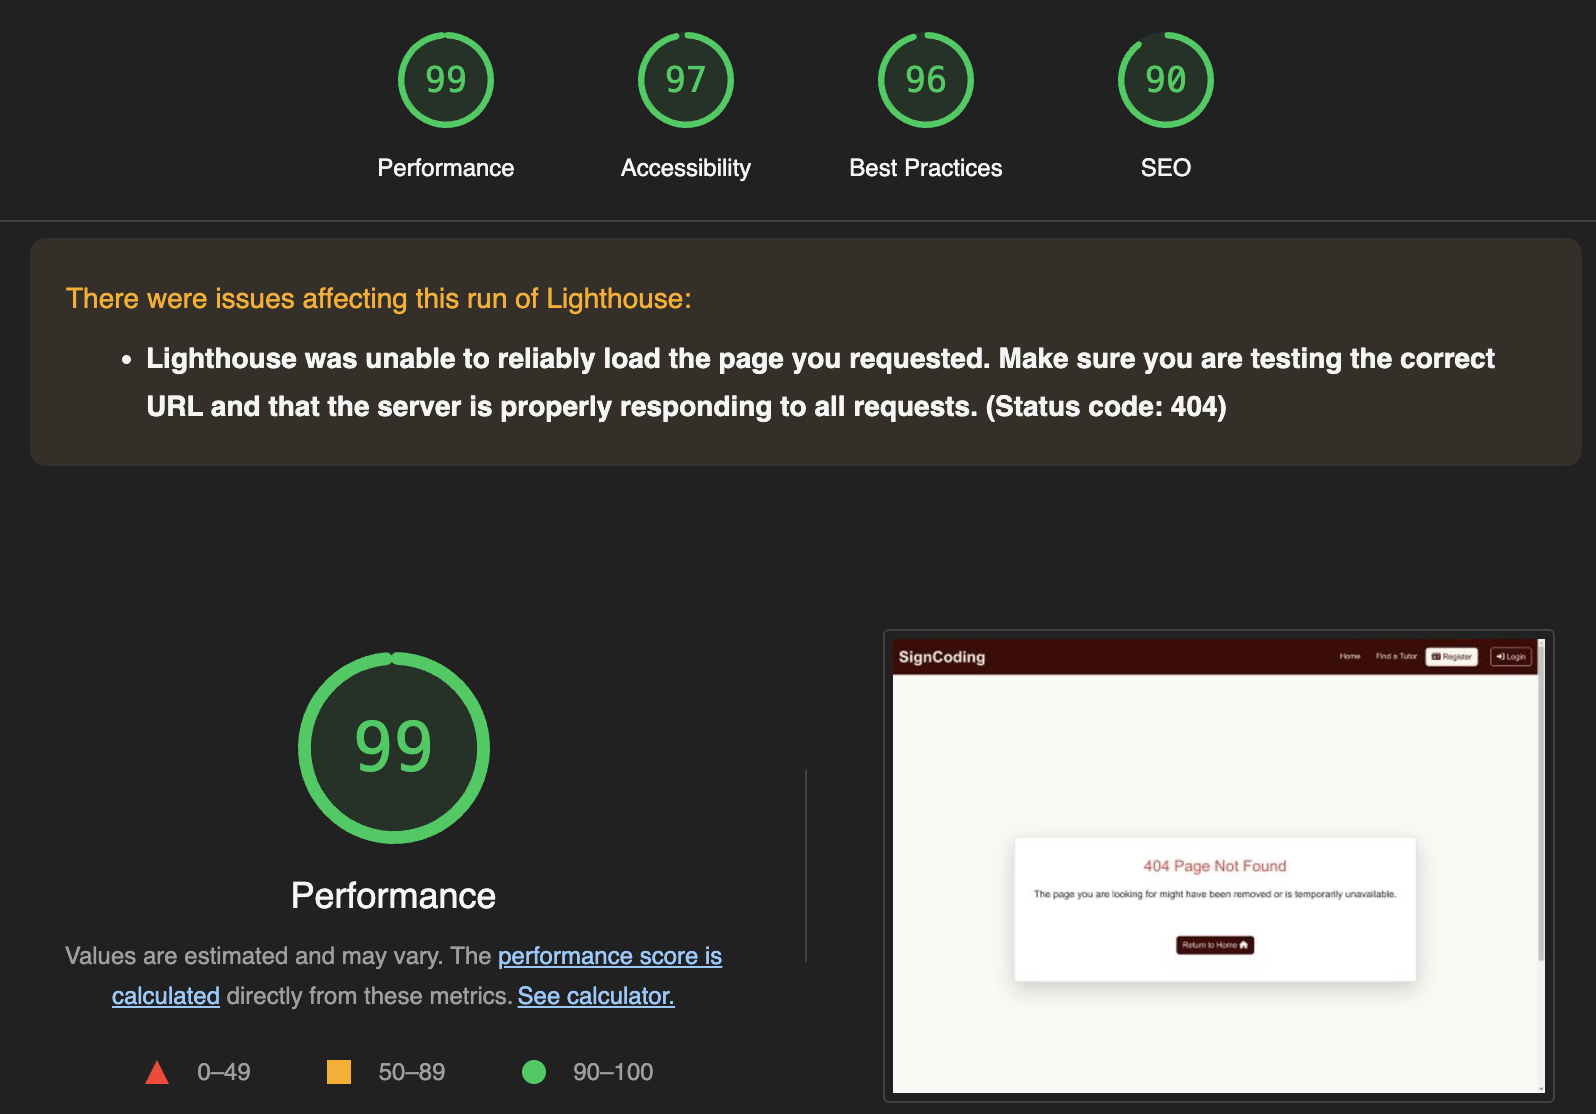 99
97
96
90
Performance
Accessibility
Best Practices
SEO
There were issues affecting this run of Lighthouse:
• Lighthouse was unable to reliably load the page you requested. Make sure you are testing the correct
URL and that the server is properly responding to all requests. (Status code: 404)
99
Performance
Values are estimated and may vary. The performance score is
calculated directly from these metrics. See calculator.
0–49
50–89
90–100
SignCoding
Home
Find a Tutor
Register
Login
404 Page Not Found
The page you are looking for might have been removed or is temporarily unavailable.
Return to Home